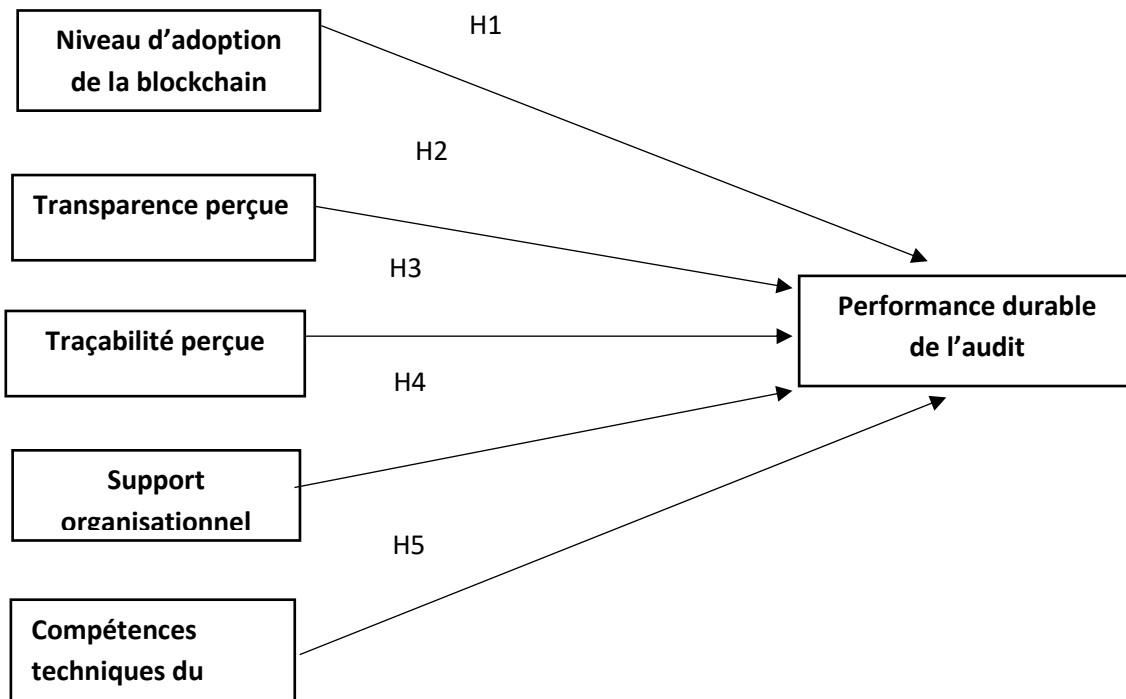 H1
Niveau d’adoption
de la blockchain
H2
Transparence perçue
H3
Traçabilité perçue
Performance durable
de l’audit
H4
Support
organisationnel
H5
Compétences
techniques du